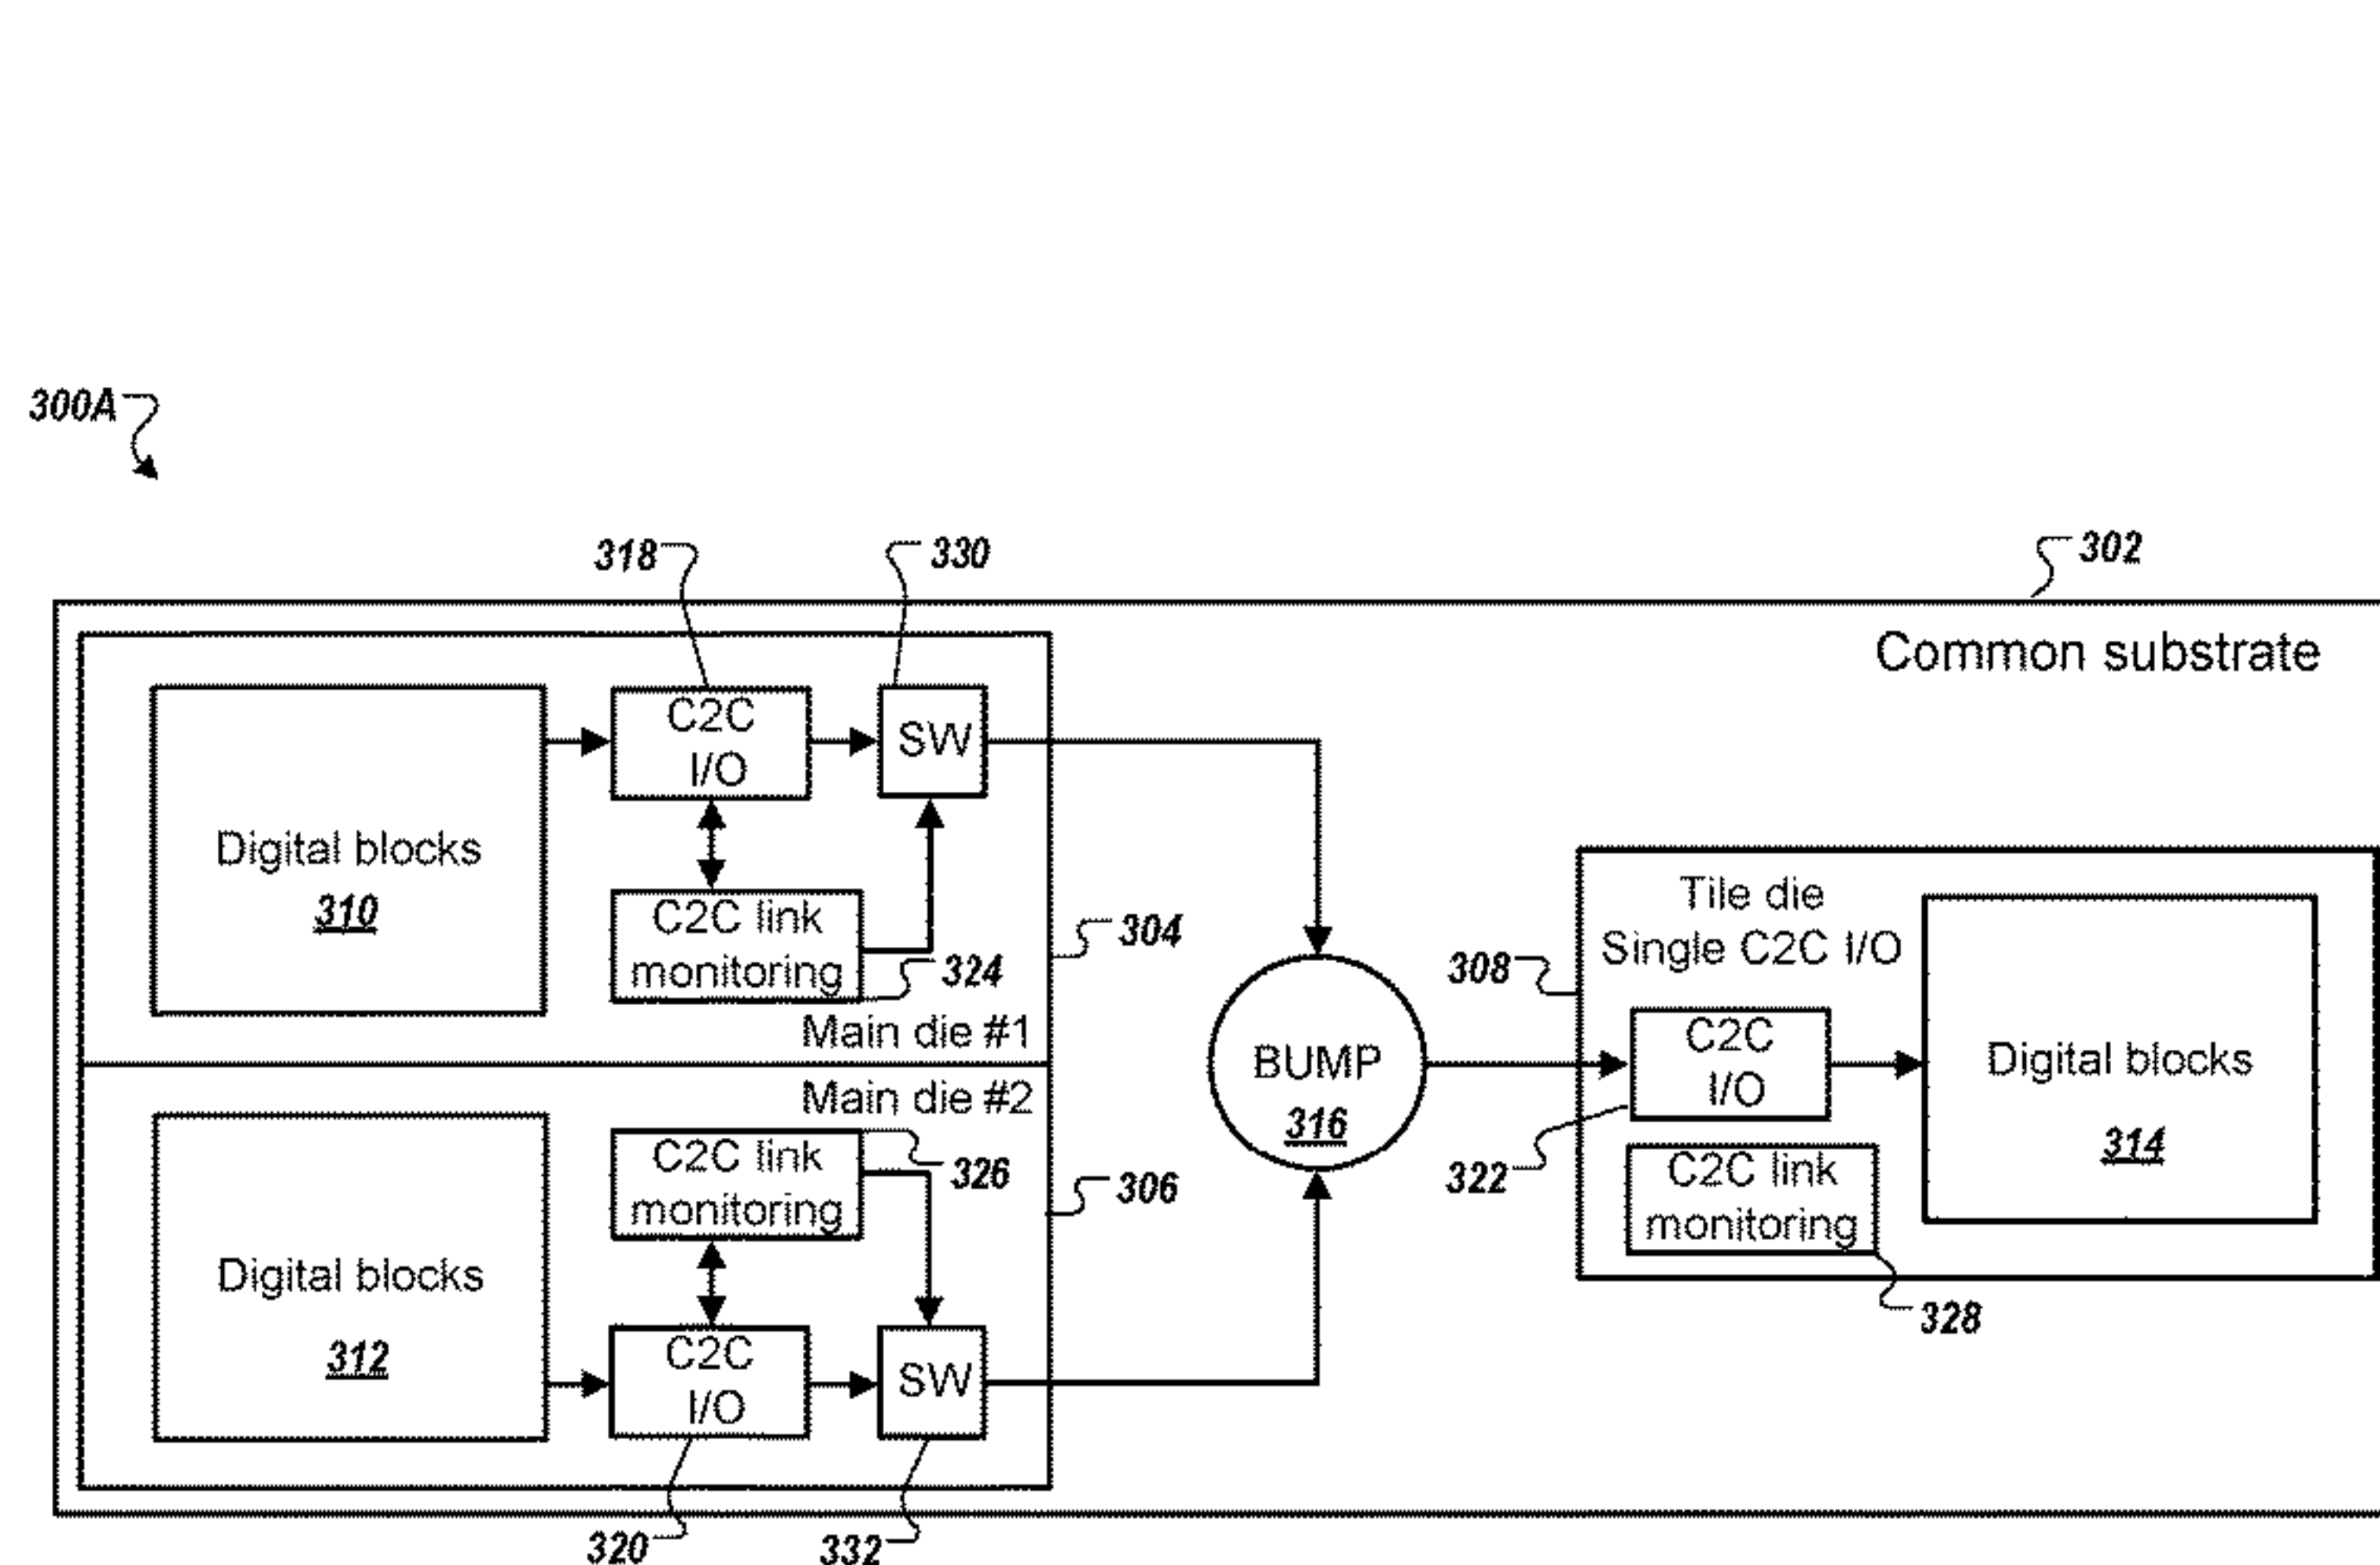 300A
318
330
302
Common substrate
C2C
I/O
SW
Digital blocks
310
C2C link
monitoring
324
304
Main die #1
Main die #2
C2C link
monitoring
326
306
Digital blocks
312
C2C
I/O
SW
320
332
BUMP
316
308
Tile die
Single C2C I/O
C2C
I/O
322
C2C link
monitoring
328
Digital blocks
314